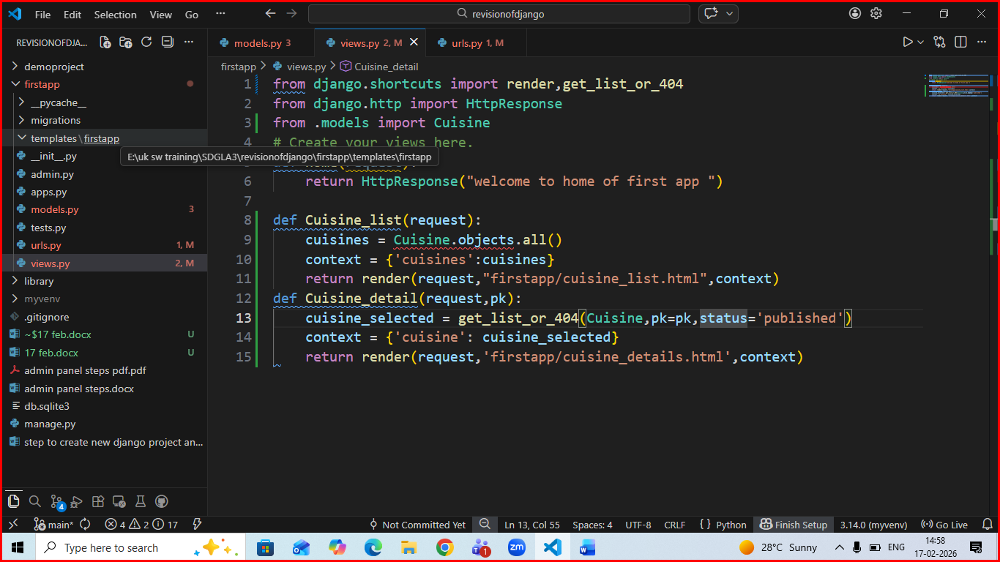 File Edit Selection View Go ··· revisionofdjango
REVISIONOFDJA...
models.py 3 views.py 2, M urls.py 1, M
firstapp > views.py > Cuisine_detail
demoproject
firstapp
__pycache__
migrations
templates\firstapp
__init__.py
admin.py
apps.py
models.py 3
tests.py
urls.py 1, M
views.py 2, M
library
myvenv
.gitignore
~$17 feb.docx U
17 feb.docx U
admin panel steps pdf.pdf
admin panel steps.docx
db.sqlite3
manage.py
step to create new django project an...
E:\uk sw training\SDGLA3\revisionofdjango\firstapp\templates\firstapp
1 from django.shortcuts import render,get_list_or_404
2 from django.http import HttpResponse
3 from .models import Cuisine
4 # Create your views here.
6 return HttpResponse("welcome to home of first app ")
7
8 def Cuisine_list(request):
9 cuisines = Cuisine.objects.all()
10 context = {'cuisines':cuisines}
11 return render(request,"firstapp/cuisine_list.html",context)
12 def Cuisine_detail(request,pk):
13 cuisine_selected = get_list_or_404(Cuisine,pk=pk,status='published')
14 context = {'cuisine': cuisine_selected}
15 return render(request,'firstapp/cuisine_details.html',context)
4
main* 4 2 17 Not Committed Yet Ln 13, Col 55 Spaces: 4 UTF-8 CRLF {} Python Finish Setup 3.14.0 (myvenv) Go Live
Type here to search 1 zm 28°C Sunny ENG 14:58
17-02-2026